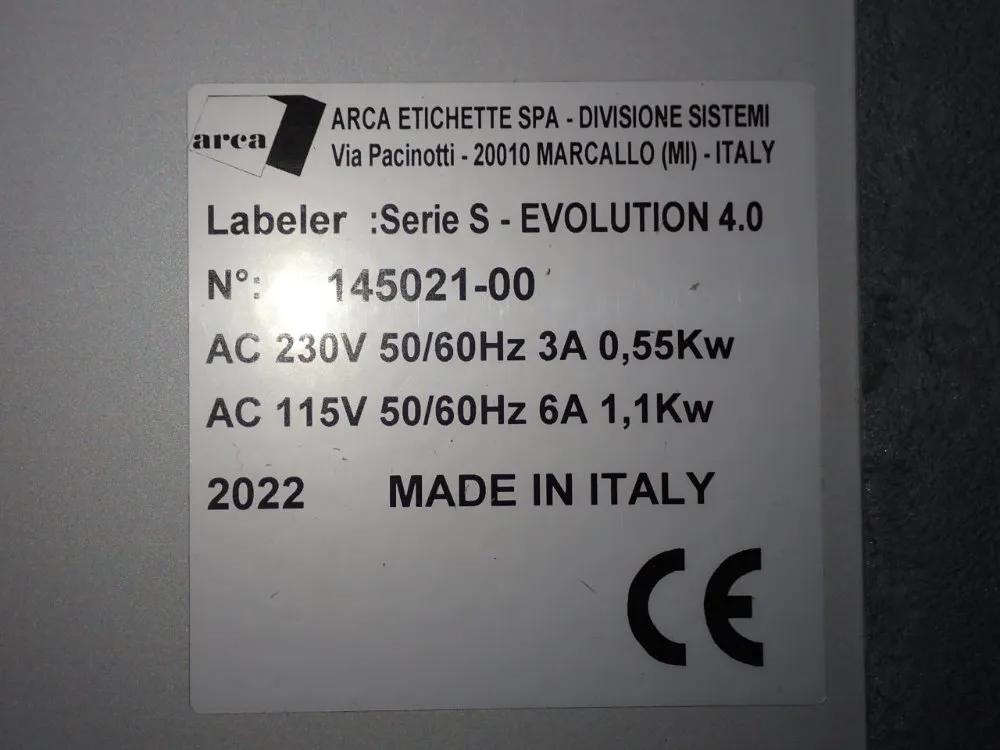 arca
ARCA ETICHETTE SPA - DIVISIONE SISTEMI
Via Pacinotti - 20010 MARCALLO (MI) - ITALY
Labeler :Serie S - EVOLUTION 4.0
N°: 145021-00
AC 230V 50/60Hz 3A 0,55Kw
AC 115V 50/60Hz 6A 1,1Kw
2022 MADE IN ITALY
CE